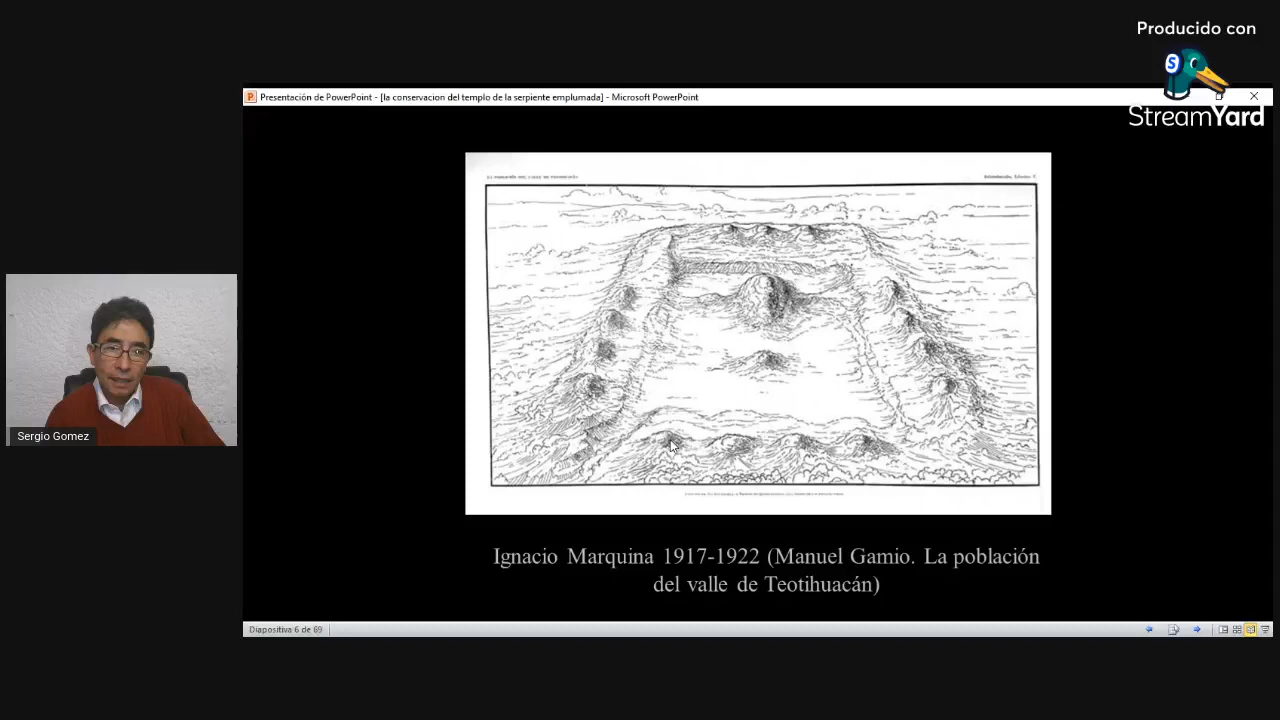 Producido con
StreamYard
Presentación de PowerPoint - [la conservacion del templo de la serpiente emplumada] - Microsoft PowerPoint
Sergio Gomez
Ignacio Marquina 1917-1922 (Manuel Gamio. La población
del valle de Teotihuacán)
Diapositiva 6 de 69